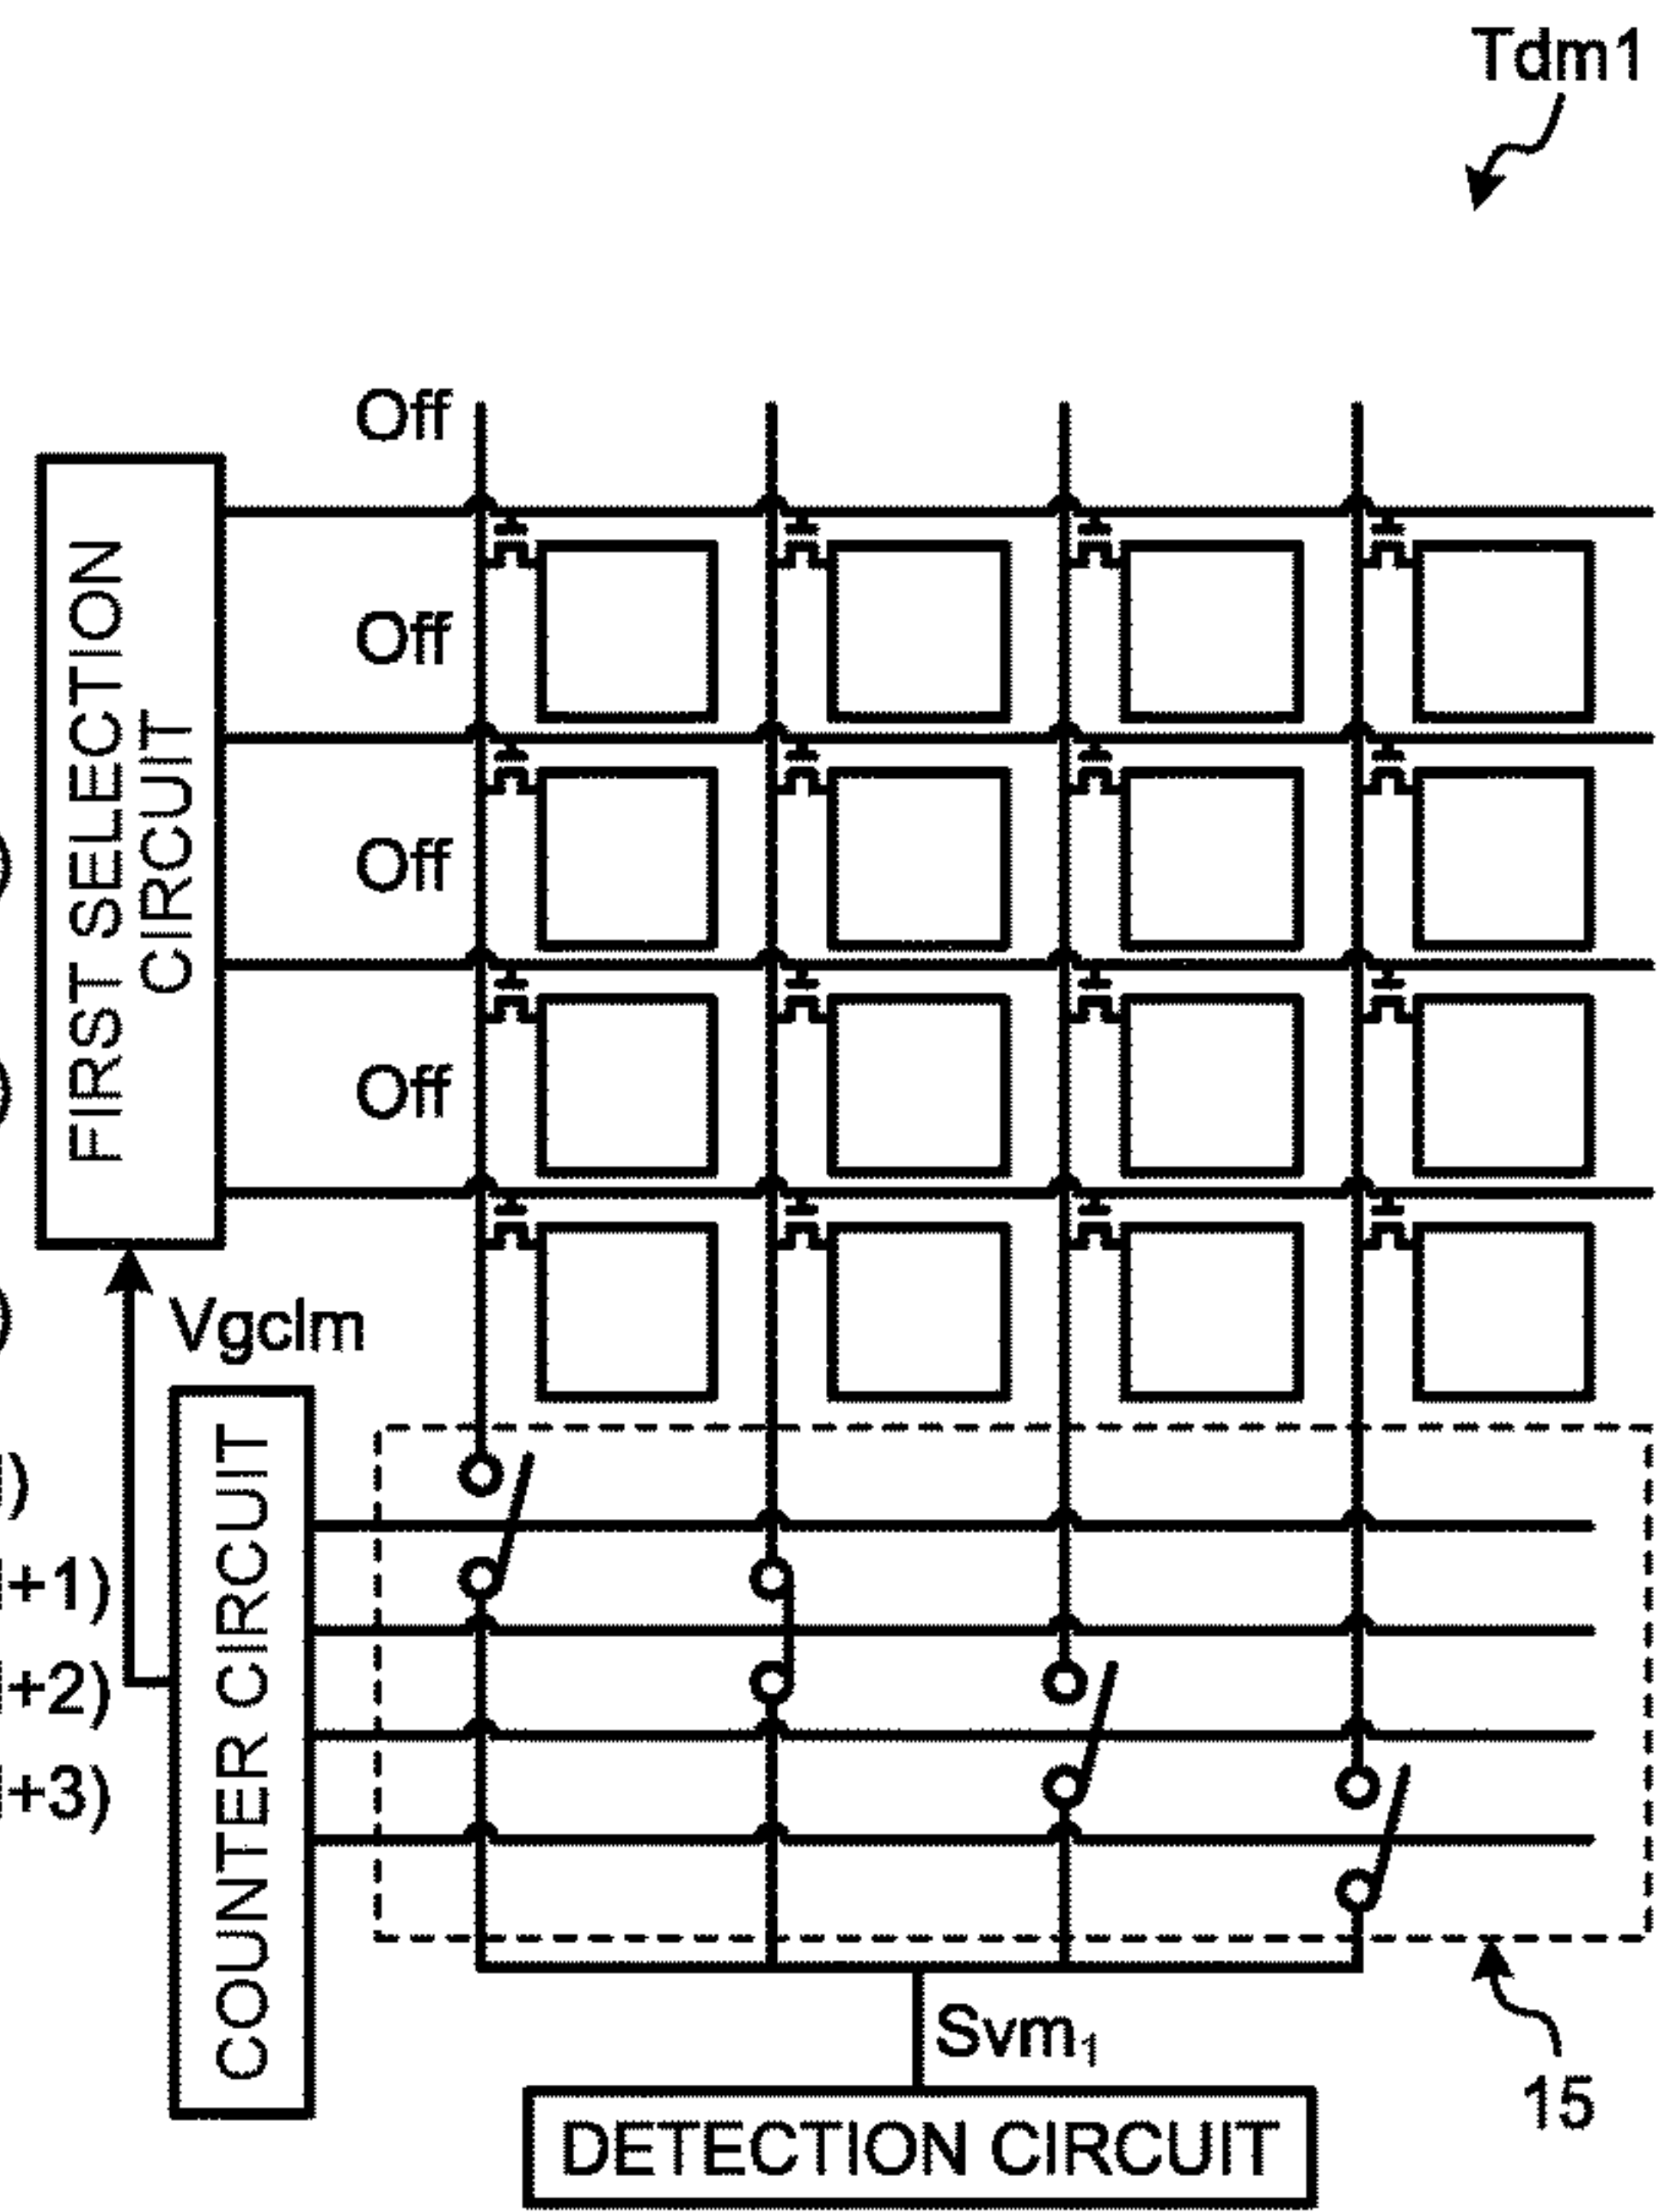 Tdm1
Off
Off
Off
Off
FIRST SELECTION
CIRCUIT
Vgclm
COUNTER CIRCUIT
)
)
)
)
+1)
+2)
+3)
Svm₁
15
DETECTION CIRCUIT